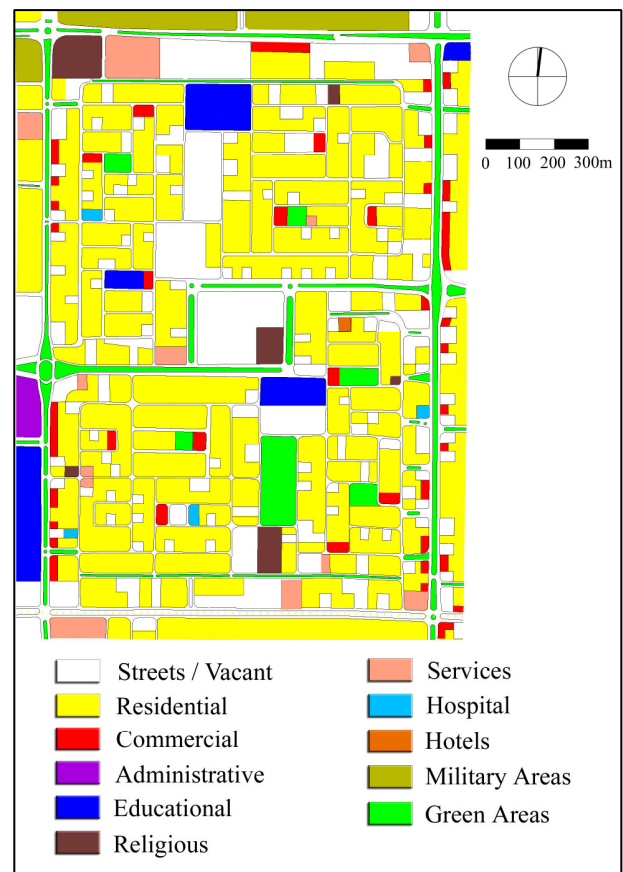 0 100 200 300m
Streets / Vacant
Residential
Commercial
Administrative
Educational
Religious
Services
Hospital
Hotels
Military Areas
Green Areas